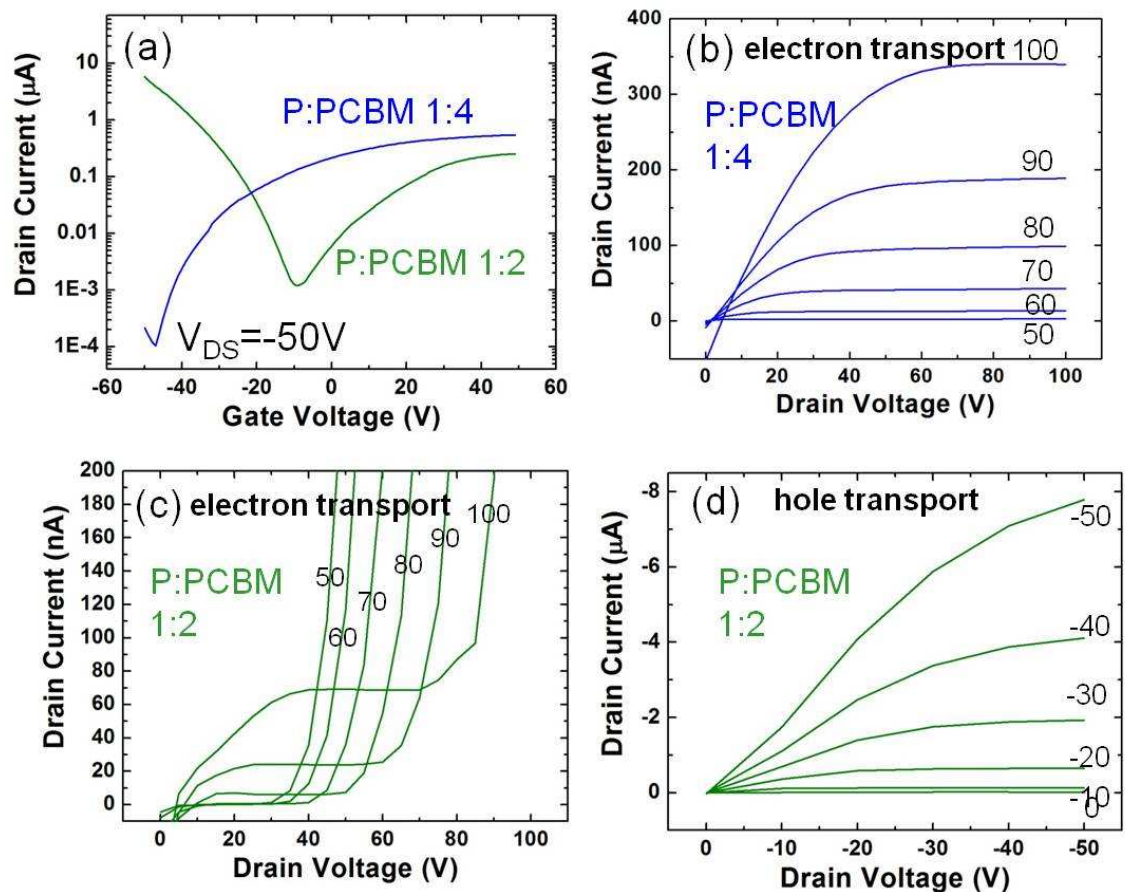 (a)
Drain Current (μA)
10
1
0.1
0.01
1E-3
1E-4
P:PCBM 1:4
P:PCBM 1:2
V_DS=-50V
-60 -40 -20 0 20 40 60
Gate Voltage (V)
(b) electron transport
P:PCBM
1:4
Drain Current (nA)
400
300
200
100
0
100
90
80
70
60
50
0 20 40 60 80 100
Drain Voltage (V)
(c) electron transport
P:PCBM
1:2
Drain Current (nA)
200
180
160
140
120
100
80
60
40
20
0
50
60
70
80
90
100
0 20 40 60 80 100
Drain Voltage (V)
(d) hole transport
P:PCBM
1:2
Drain Current (μA)
-8
-6
-4
-2
0
-50
-40
-30
-20
-10
0
0 -10 -20 -30 -40 -50
Drain Voltage (V)